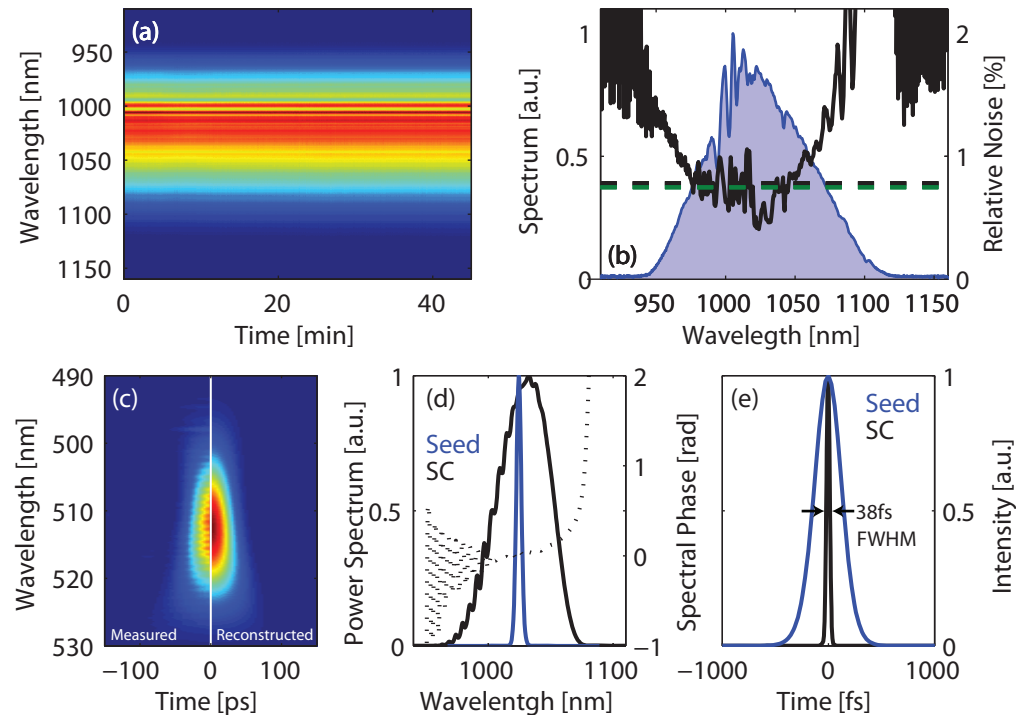 (a)
Wavelength [nm]
950
1000
1050
1100
1150
0
20
40
Time [min]
(b)
Spectrum [a.u.]
1
0.5
0
2
1
0
Relative Noise [%]
950
1000
1050
1100
1150
Wavelegth [nm]
(c)
Wavelength [nm]
490
500
510
520
530
Measured
Reconstructed
−100
0
100
Time [ps]
(d)
Seed
SC
Power Spectrum [a.u.]
1
0.5
0
2
1
0
−1
Spectral Phase [rad]
1000
1100
Wavelentgh [nm]
(e)
Seed
SC
38fs
FWHM
1
0.5
0
Intensity [a.u.]
−1000
0
1000
Time [fs]